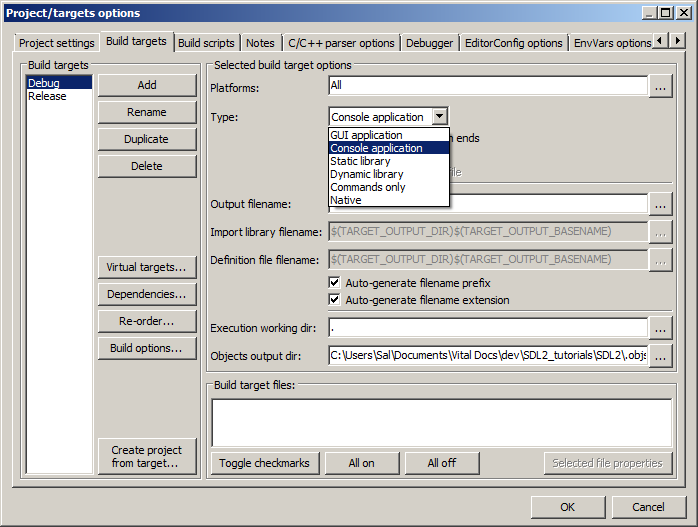 Project/targets options
Project settings
Build targets
Build scripts
Notes
C/C++ parser options
Debugger
EditorConfig options
EnVars options
Build targets
Debug
Release
Add
Rename
Duplicate
Delete
Virtual targets...
Dependencies...
Re-order...
Build options...
Create project
from target...
Selected build target options
Platforms:
All
...
Type:
Console application
GUI application
Console application
Static library
Dynamic library
Commands only
Native
n ends
file
Output filename:
...
Import library filename:
$(TARGET_OUTPUT_DIR)$(TARGET_OUTPUT_BASENAME)
...
Definition file filename:
$(TARGET_OUTPUT_DIR)$(TARGET_OUTPUT_BASENAME)
...
Auto-generate filename prefix
Auto-generate filename extension
Execution working dir:
.
...
Objects output dir:
C:\Users\Sal\Documents\Vital Docs\dev\SDL2_tutorials\SDL2\.objs
...
Build target files:
Toggle checkmarks
All on
All off
Selected file properties
OK
Cancel